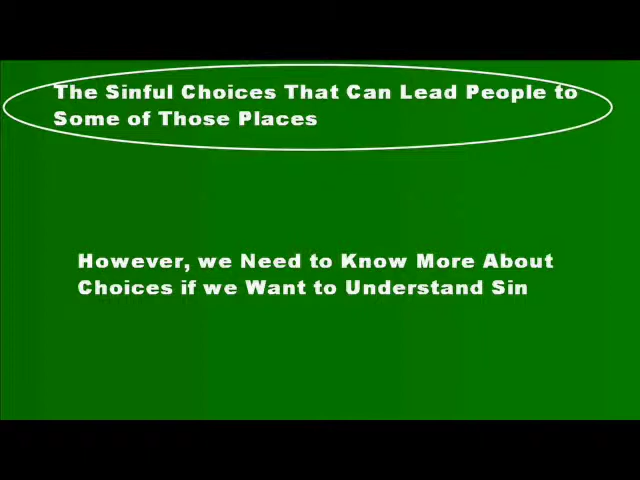 The Sinful Choices That Can Lead People to
Some of Those Places
However, we Need to Know More About
Choices if we Want to Understand Sin